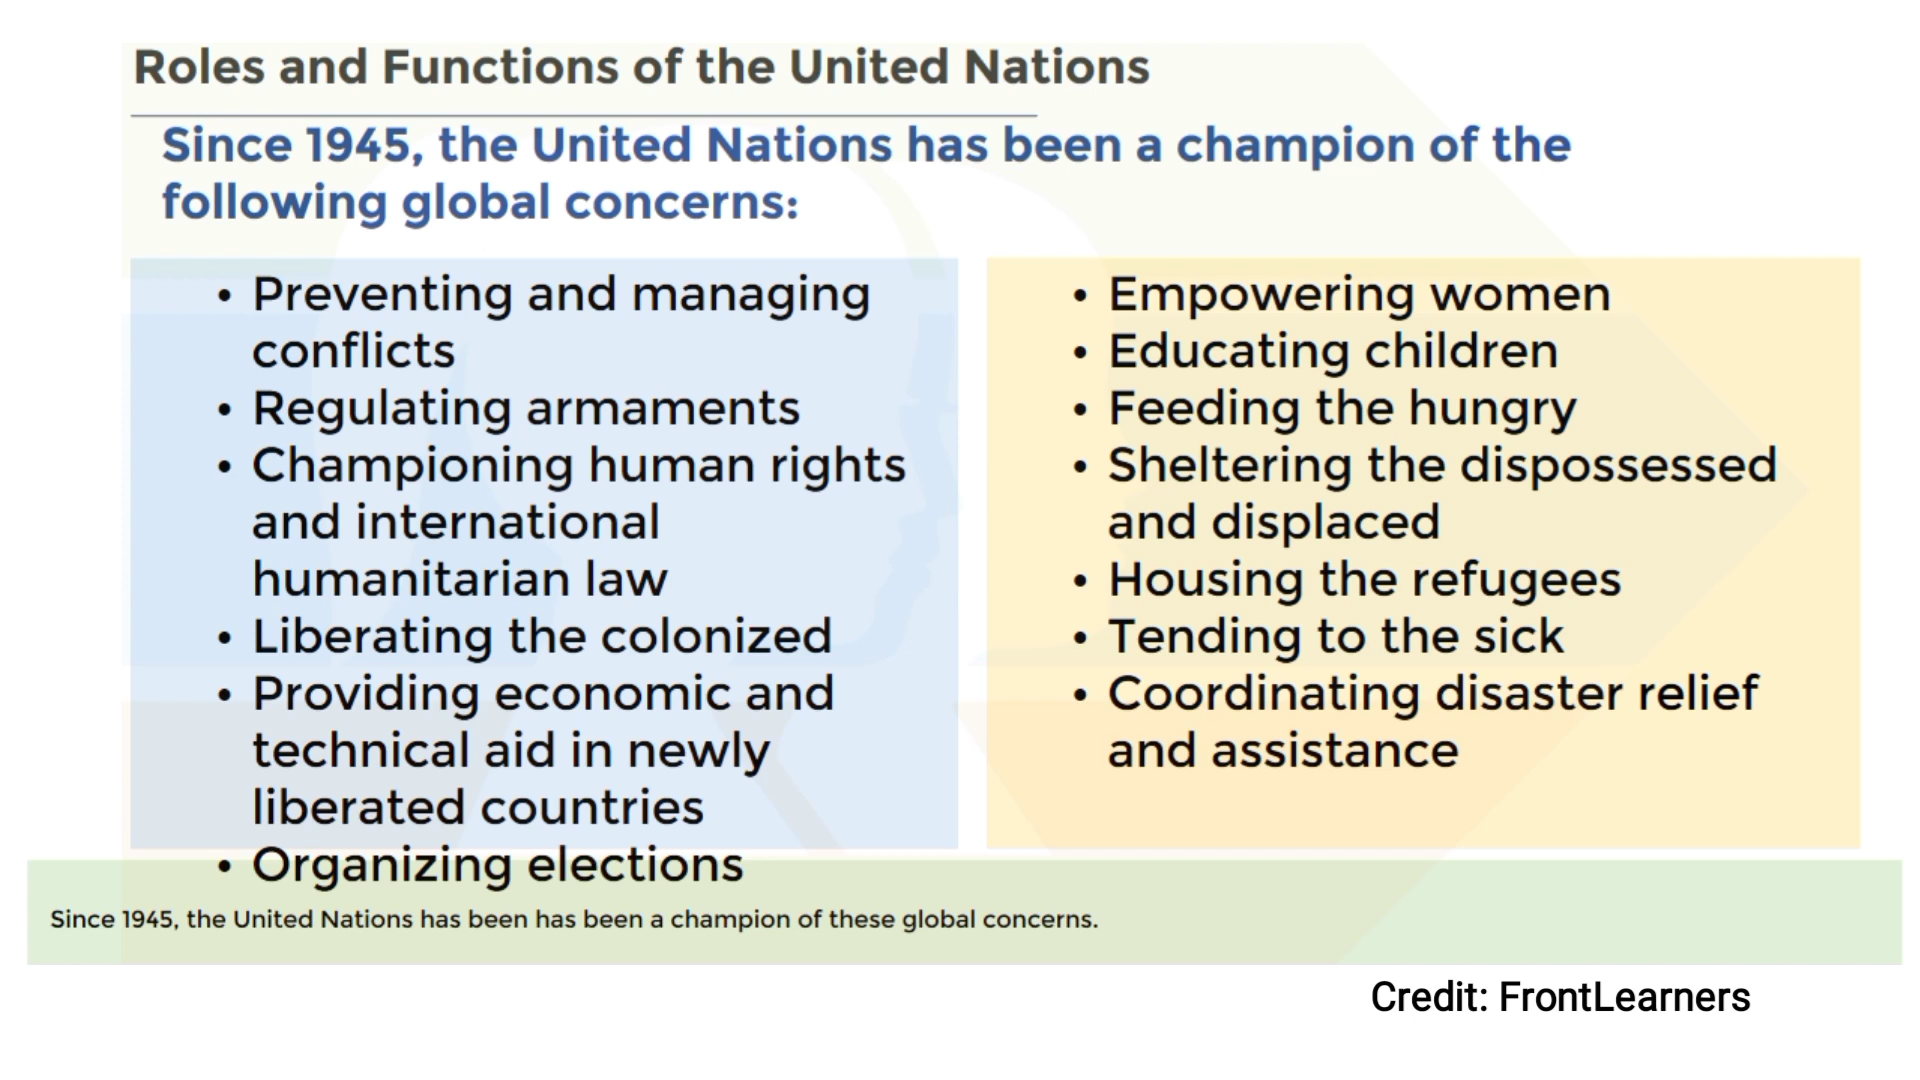 Roles and Functions of the United Nations
Since 1945, the United Nations has been a champion of the
following global concerns:
• Preventing and managing
conflicts
• Regulating armaments
• Championing human rights
and international
humanitarian law
• Liberating the colonized
• Providing economic and
technical aid in newly
liberated countries
• Organizing elections
• Empowering women
• Educating children
• Feeding the hungry
• Sheltering the dispossessed
and displaced
• Housing the refugees
• Tending to the sick
• Coordinating disaster relief
and assistance
Since 1945, the United Nations has been has been a champion of these global concerns.
Credit: FrontLearners